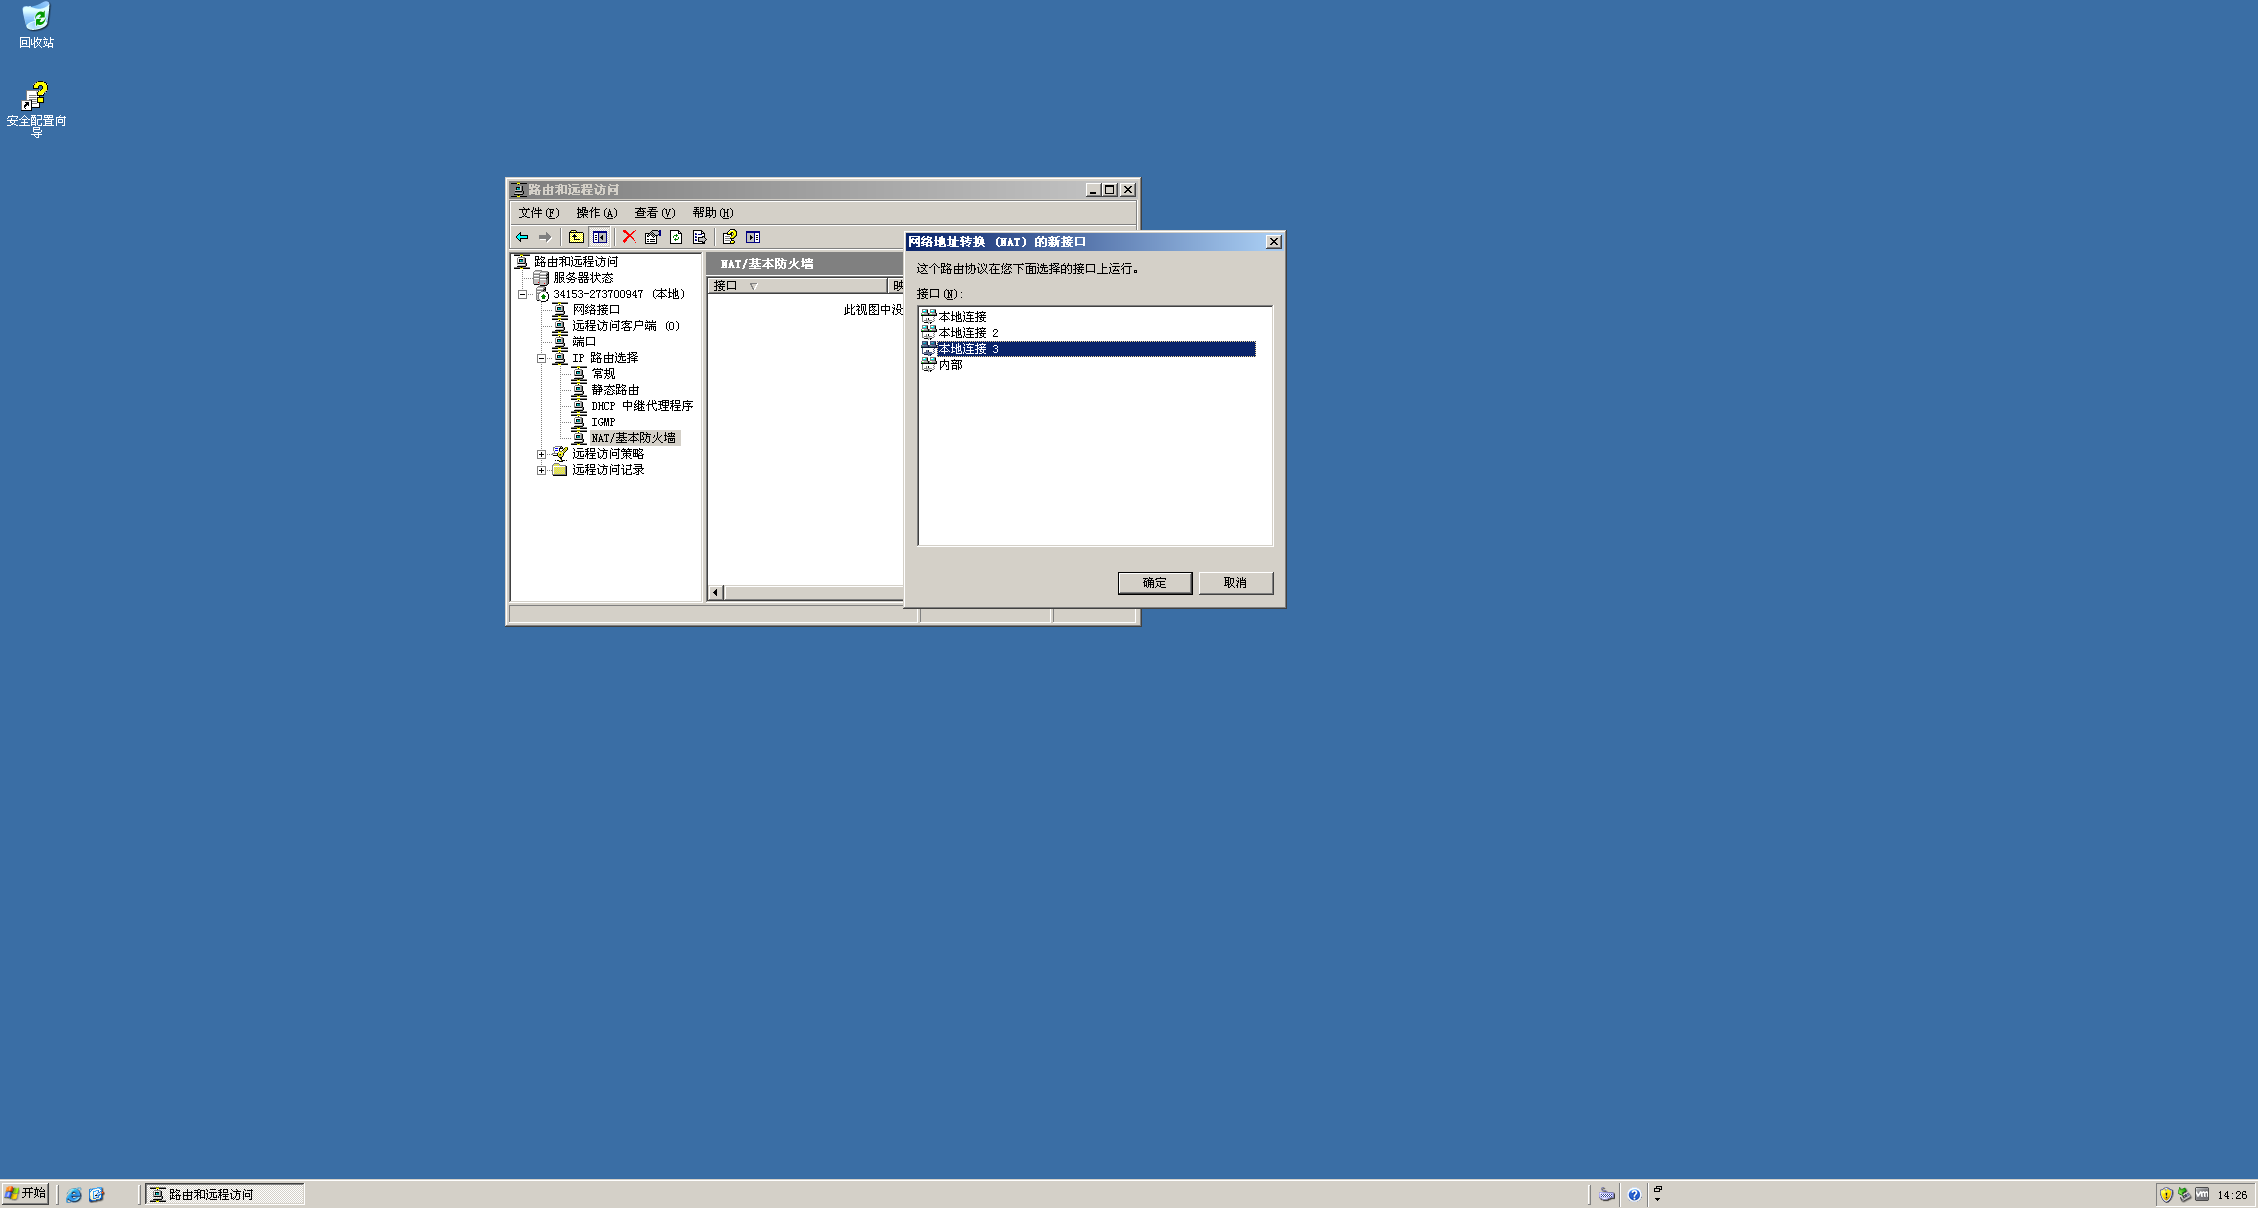 回收站
安全配置向
导
路由和远程访问
文件(F) 操作(A) 查看(V) 帮助(H)
路由和远程访问
服务器状态
34153-273700947 (本地)
网络接口
远程访问客户端 (0)
端口
IP 路由选择
常规
静态路由
DHCP 中继代理程序
IGMP
NAT/基本防火墙
远程访问策略
远程访问记录
NAT/基本防火墙
接口
此视图中没
网络地址转换 (NAT) 的新接口
这个路由协议在您下面选择的接口上运行。
接口(N):
本地连接
本地连接 2
本地连接 3
内部
确定 取消
开始
路由和远程访问
14:26